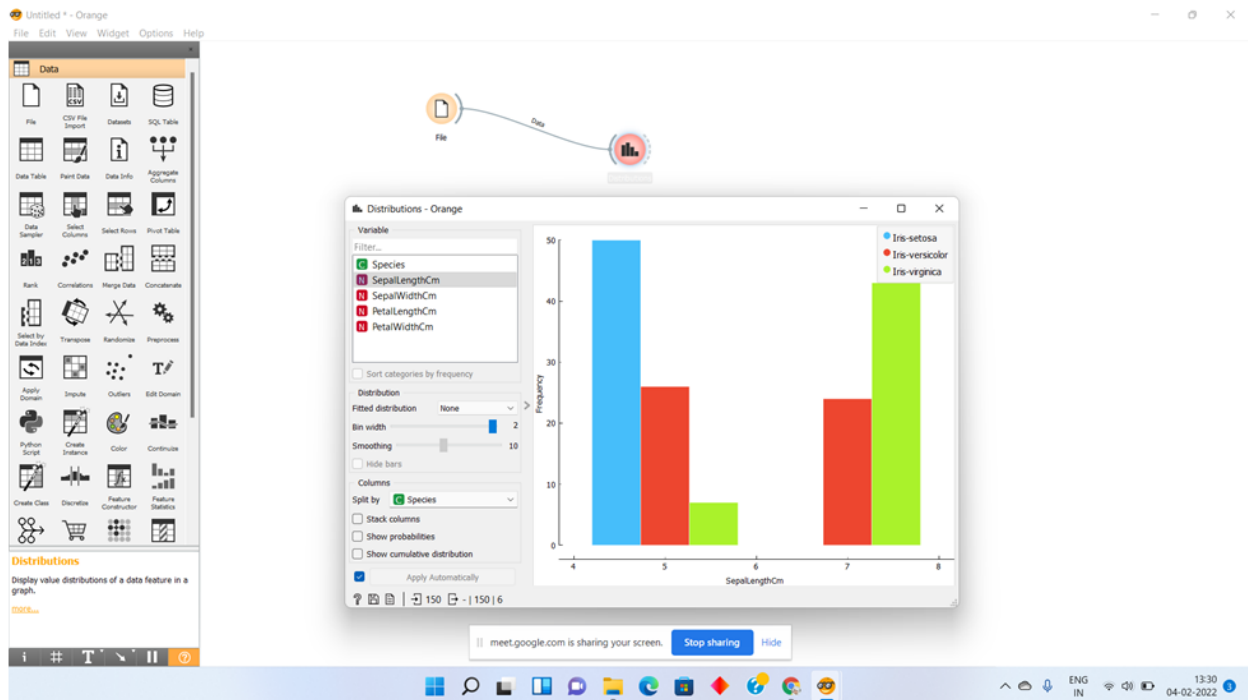 Untitled * - Orange
File Edit View Widget Options Help
Data
File
CSV File Import
Datasets
SQL Table
Data Table
Paint Data
Data Info
Aggregate Columns
Data Sampler
Select Columns
Select Rows
Pivot Table
Rank
Correlations
Merge Data
Concatenate
Select by Data Index
Transpose
Randomize
Preprocess
Apply Domain
Impute
Outliers
Edit Domain
Python Script
Create Instance
Color
Continuize
Create Class
Discretize
Feature Constructor
Feature Statistics
Distributions
Display value distributions of a data feature in a
graph.
more...
File
Data
Distributions - Orange
Variable
Filter...
C Species
N SepalLengthCm
N SepalWidthCm
N PetalLengthCm
N PetalWidthCm
Sort categories by frequency
Distribution
Fitted distribution None
Bin width 2
Smoothing 10
Hide bars
Columns
Split by C Species
Stack columns
Show probabilities
Show cumulative distribution
Apply Automatically
150 - | 150 | 6
Iris-setosa
Iris-versicolor
Iris-virginica
50
40
30
20
10
0
Frequency
4 5 6 7 8
SepalLengthCm
meet.google.com is sharing your screen. Stop sharing Hide
ENG
IN
13:30
04-02-2022
3